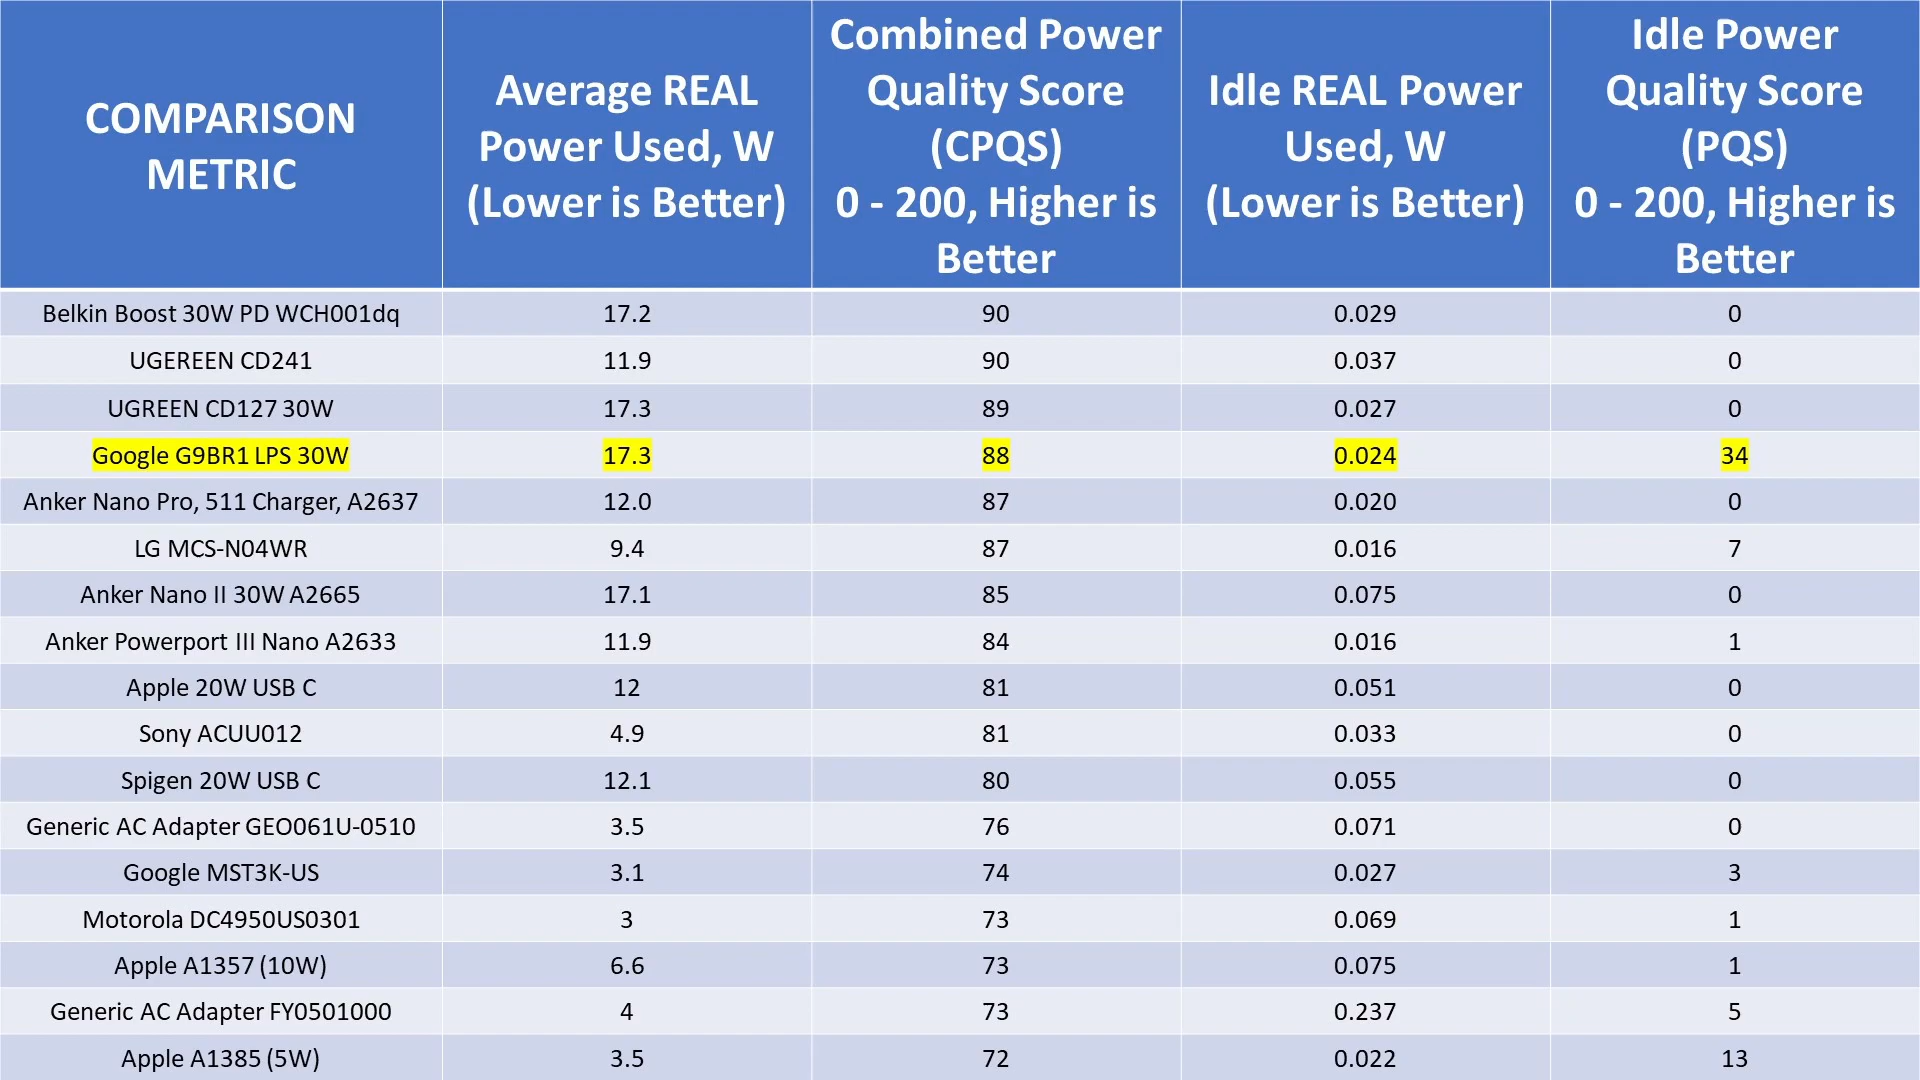 COMPARISON
METRIC
Average REAL
Power Used, W
(Lower is Better)
Combined Power
Quality Score
(CPQS)
0 - 200, Higher is
Better
Idle REAL Power
Used, W
(Lower is Better)
Idle Power
Quality Score
(PQS)
0 - 200, Higher is
Better
Belkin Boost 30W PD WCH001dq 17.2 90 0.029 0
UGEREEN CD241 11.9 90 0.037 0
UGREEN CD127 30W 17.3 89 0.027 0
Google G9BR1 LPS 30W 17.3 88 0.024 34
Anker Nano Pro, 511 Charger, A2637 12.0 87 0.020 0
LG MCS-N04WR 9.4 87 0.016 7
Anker Nano II 30W A2665 17.1 85 0.075 0
Anker Powerport III Nano A2633 11.9 84 0.016 1
Apple 20W USB C 12 81 0.051 0
Sony ACUU012 4.9 81 0.033 0
Spigen 20W USB C 12.1 80 0.055 0
Generic AC Adapter GEO061U-0510 3.5 76 0.071 0
Google MST3K-US 3.1 74 0.027 3
Motorola DC4950US0301 3 73 0.069 1
Apple A1357 (10W) 6.6 73 0.075 1
Generic AC Adapter FY0501000 4 73 0.237 5
Apple A1385 (5W) 3.5 72 0.022 13